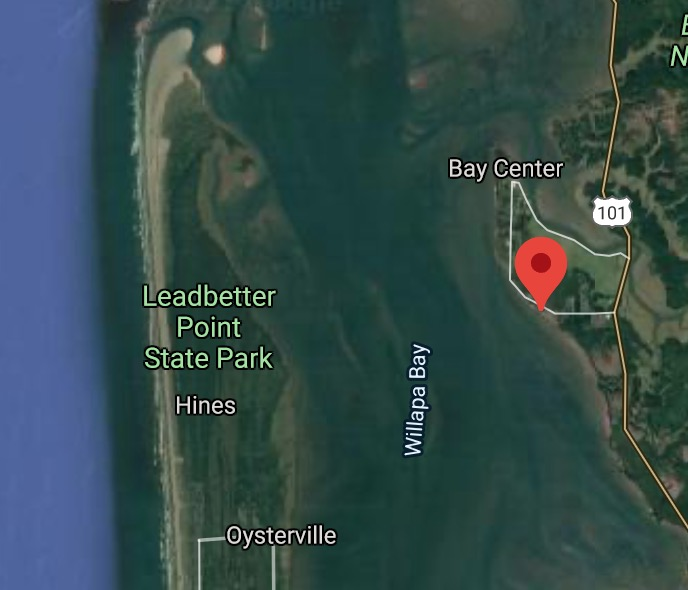 Bay Center
101
Leadbetter
Point
State Park
Hines
Willapa Bay
Oysterville